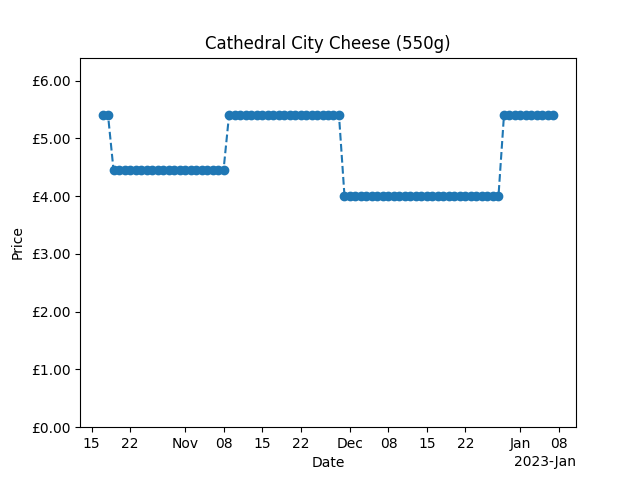 Cathedral City Cheese (550g)
£6.00
£5.00
£4.00
£3.00
£2.00
£1.00
£0.00
Price
15 22 Nov 08 15 22 Dec 08 15 22 Jan 08
Date
2023-Jan